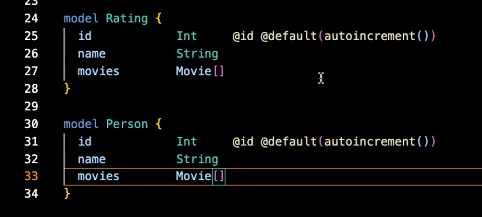 23
24 model Rating {
25 id Int @id @default(autoincrement())
26 name String
27 movies Movie[]
28 }
29
30 model Person {
31 id Int @id @default(autoincrement())
32 name String
33 movies Movie[]
34 }